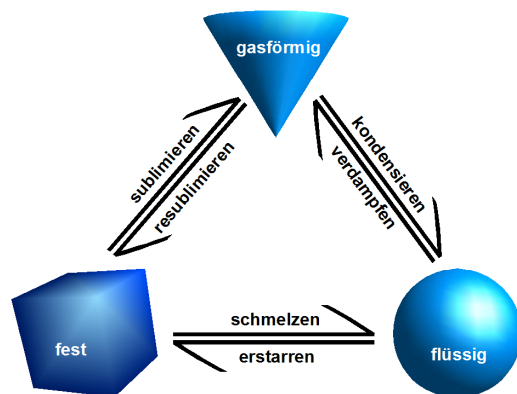 gasförmig
sublimieren
resublimieren
kondensieren
verdampfen
fest
schmelzen
erstarren
flüssig